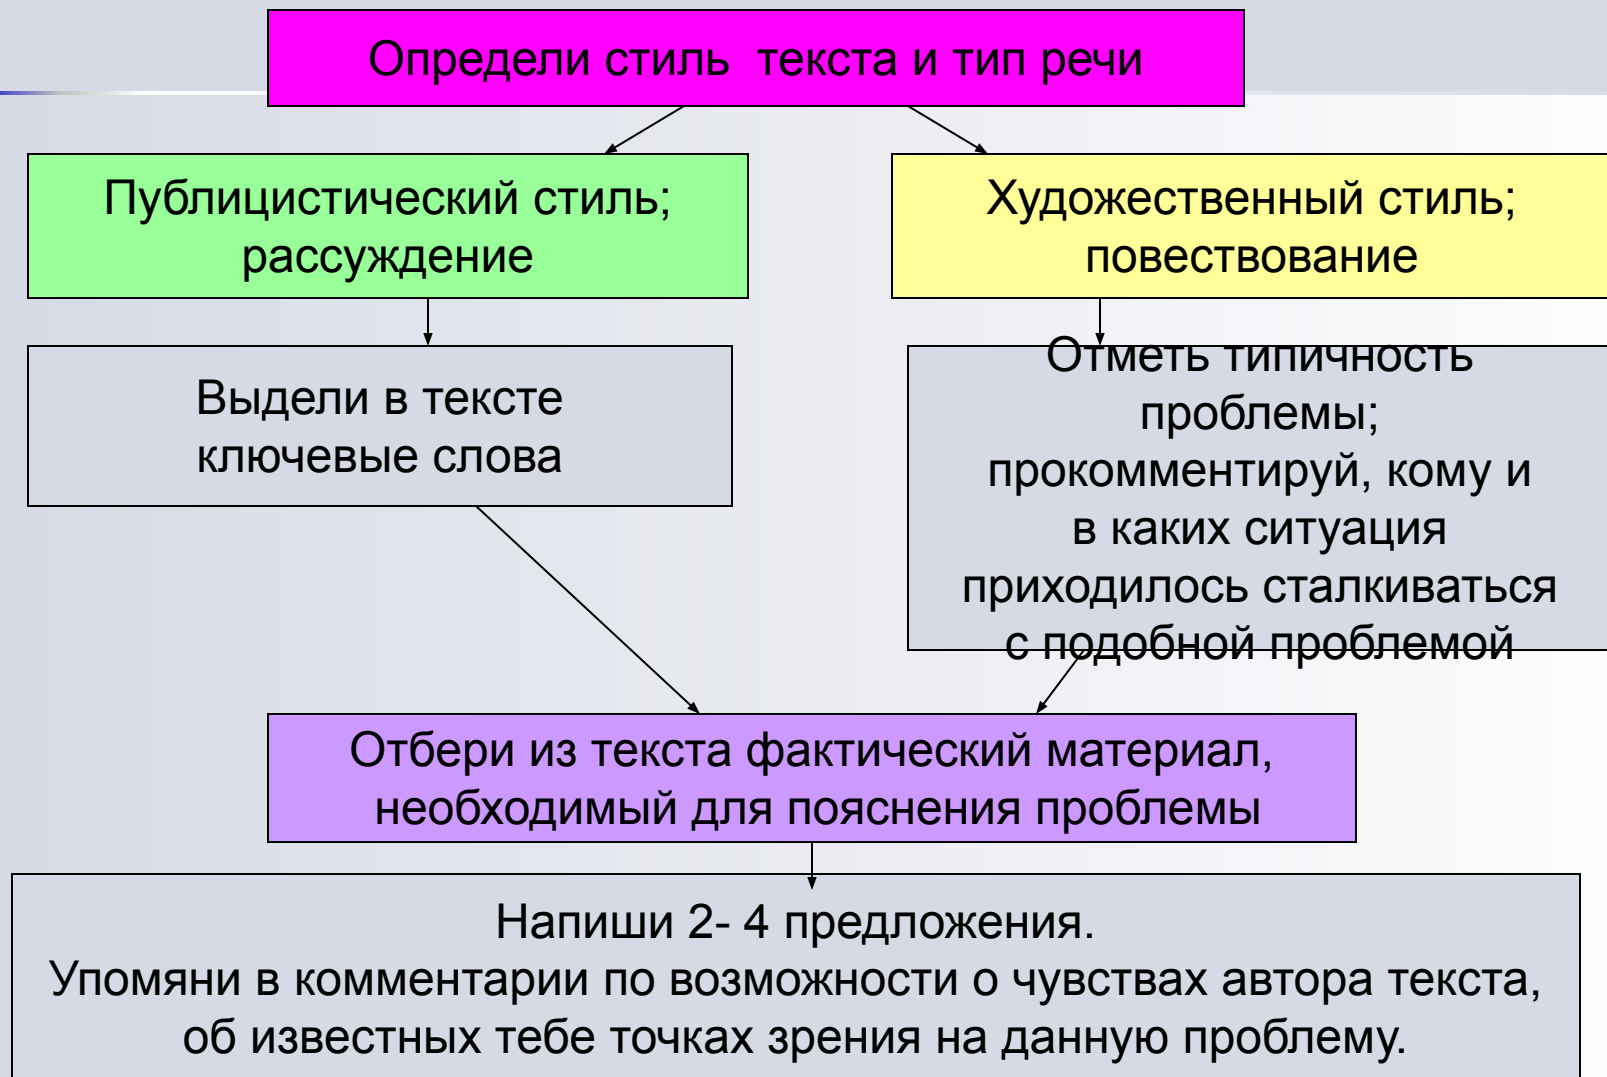 Определи стиль текста и тип речи
Публицистический стиль;
рассуждение
Художественный стиль;
повествование
Выдели в тексте
ключевые слова
Отметь типичность
проблемы;
прокомментируй, кому и
в каких ситуация
приходилось сталкиваться
с подобной проблемой
Отбери из текста фактический материал,
необходимый для пояснения проблемы
Напиши 2- 4 предложения.
Упомяни в комментарии по возможности о чувствах автора текста,
об известных тебе точках зрения на данную проблему.